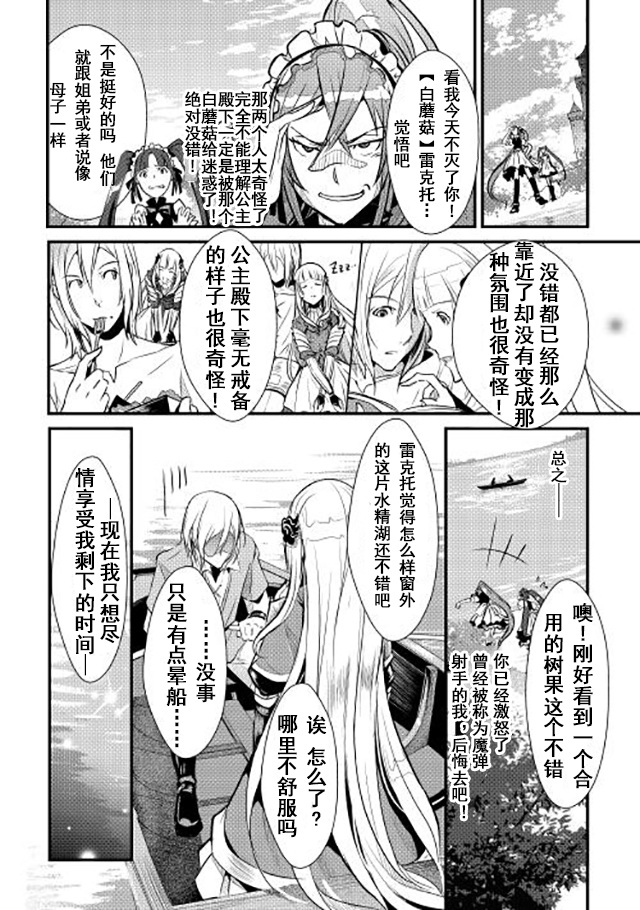 看我今天不灭了你！
【白蘑菇】雷克托…
觉悟吧
那两个人太奇怪了
完全不能理解公主
殿下一定是被那个
白蘑菇给迷惑了！
绝对没错！
不是挺好的吗 他们
就跟姐弟或者说像
母子一样
没错都已经那么
靠近了却没有变成那
种氛围也很奇怪！
ZZZ…
公主殿下毫无戒备
的样子也很奇怪！
总之——
噢！刚好看到一个合
用的树果这个不错
你已经激怒了
曾经被称为魔弹
射手的我 后悔去吧！
雷克托觉得怎么样窗外
的这片水精湖还不错吧
诶 怎么了？
哪里不舒服吗
……没事
只是有点晕船……
—现在我只想尽
情享受我剩下的时间—